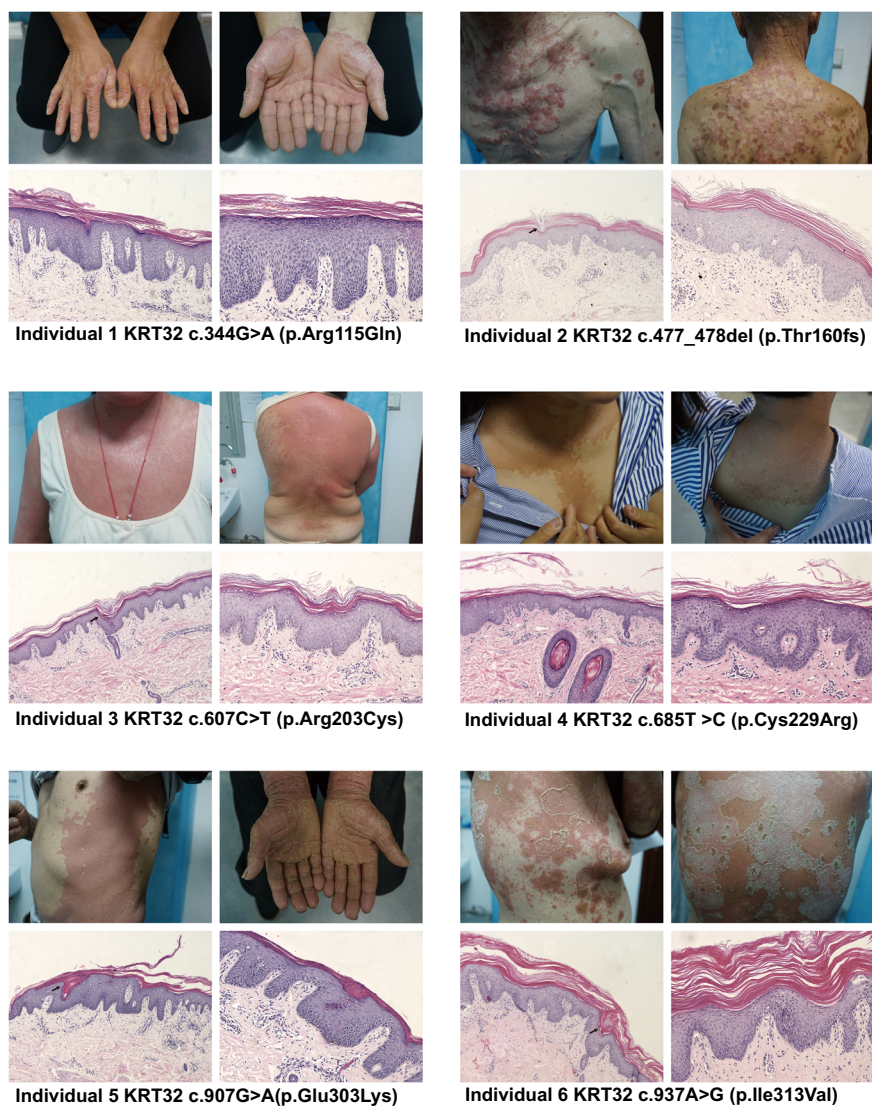 Individual 1 KRT32 c.344G>A (p.Arg115Gln)
Individual 2 KRT32 c.477_478del (p.Thr160fs)
Individual 3 KRT32 c.607C>T (p.Arg203Cys)
Individual 4 KRT32 c.685T >C (p.Cys229Arg)
Individual 5 KRT32 c.907G>A(p.Glu303Lys)
Individual 6 KRT32 c.937A>G (p.Ile313Val)